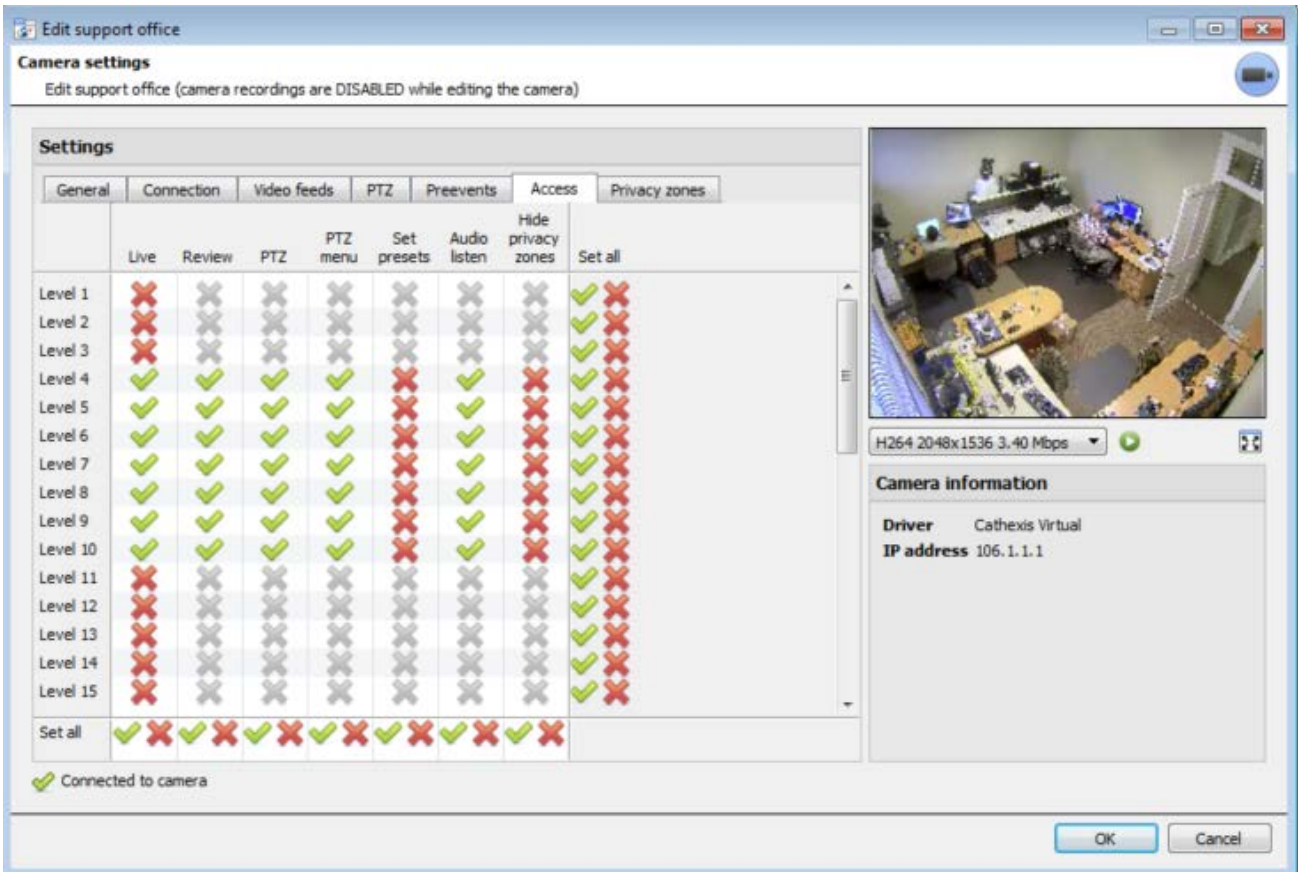 Edit support office
Camera settings
Edit support office (camera recordings are DISABLED while editing the camera)
Settings
General Connection Video feeds PTZ Preevents Access Privacy zones
Live Review PTZ PTZ menu Set presets Audio listen Hide privacy zones Set all
Level 1
Level 2
Level 3
Level 4
Level 5
Level 6
Level 7
Level 8
Level 9
Level 10
Level 11
Level 12
Level 13
Level 14
Level 15
Set all
Connected to camera
H264 2048x1536 3.40 Mbps
Camera information
Driver Cathexis Virtual
IP address 106.1.1.1
OK Cancel